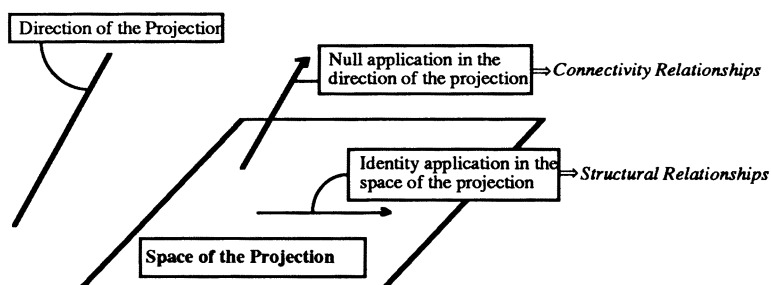 Direction of the Projection
Null application in the
direction of the projection
⇒ Connectivity Relationships
Identity application in the
space of the projection
⇒ Structural Relationships
Space of the Projection